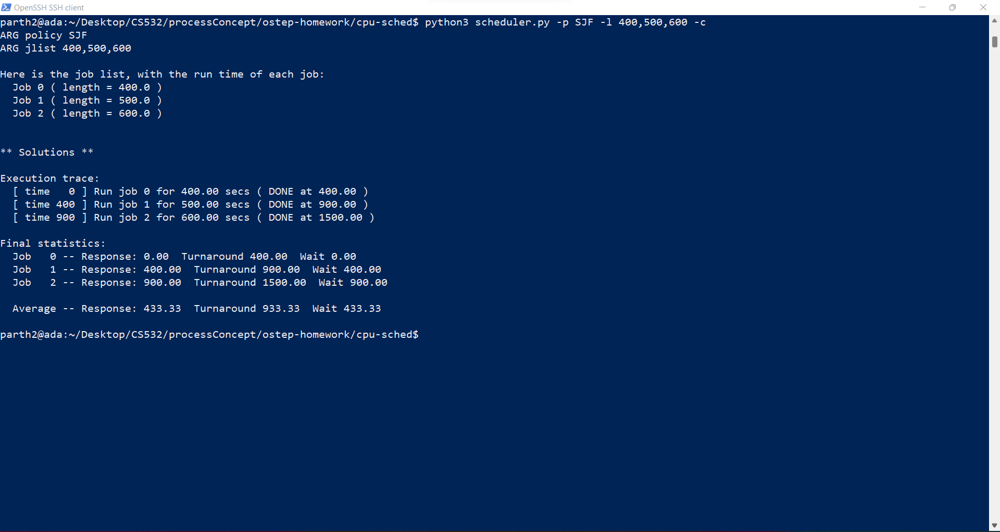 OpenSSH SSH client
parth2@ada:~/Desktop/CS532/processConcept/ostep-homework/cpu-sched$ python3 scheduler.py -p SJF -l 400,500,600 -c
ARG policy SJF
ARG jlist 400,500,600
Here is the job list, with the run time of each job:
  Job 0 ( length = 400.0 )
  Job 1 ( length = 500.0 )
  Job 2 ( length = 600.0 )
** Solutions **
Execution trace:
  [ time   0 ] Run job 0 for 400.00 secs ( DONE at 400.00 )
  [ time 400 ] Run job 1 for 500.00 secs ( DONE at 900.00 )
  [ time 900 ] Run job 2 for 600.00 secs ( DONE at 1500.00 )
Final statistics:
  Job   0 -- Response: 0.00  Turnaround 400.00  Wait 0.00
  Job   1 -- Response: 400.00  Turnaround 900.00  Wait 400.00
  Job   2 -- Response: 900.00  Turnaround 1500.00  Wait 900.00
  Average -- Response: 433.33  Turnaround 933.33  Wait 433.33
parth2@ada:~/Desktop/CS532/processConcept/ostep-homework/cpu-sched$